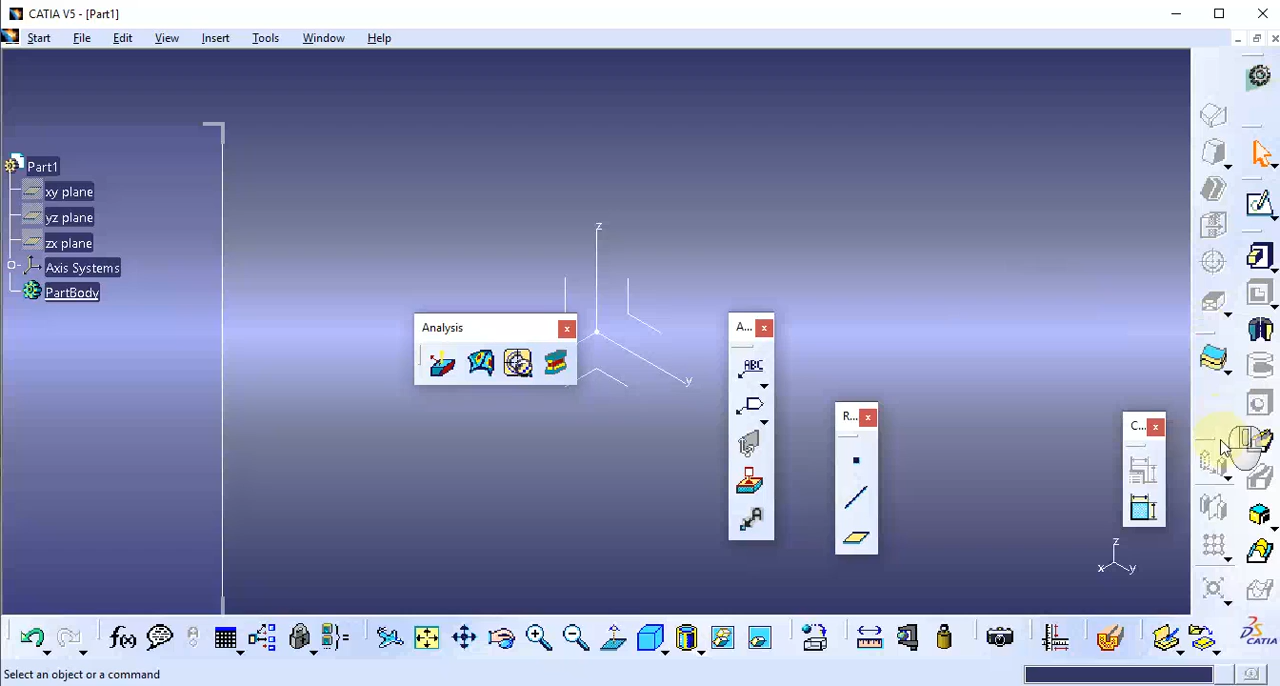 CATIA V5 - [Part1]
Start File Edit View Insert Tools Window Help
Part1
xy plane
yz plane
zx plane
Axis Systems
PartBody
z
y
Analysis
A...
ABC
R...
C...
A
z
x y
f(x)
CATIA
Select an object or a command